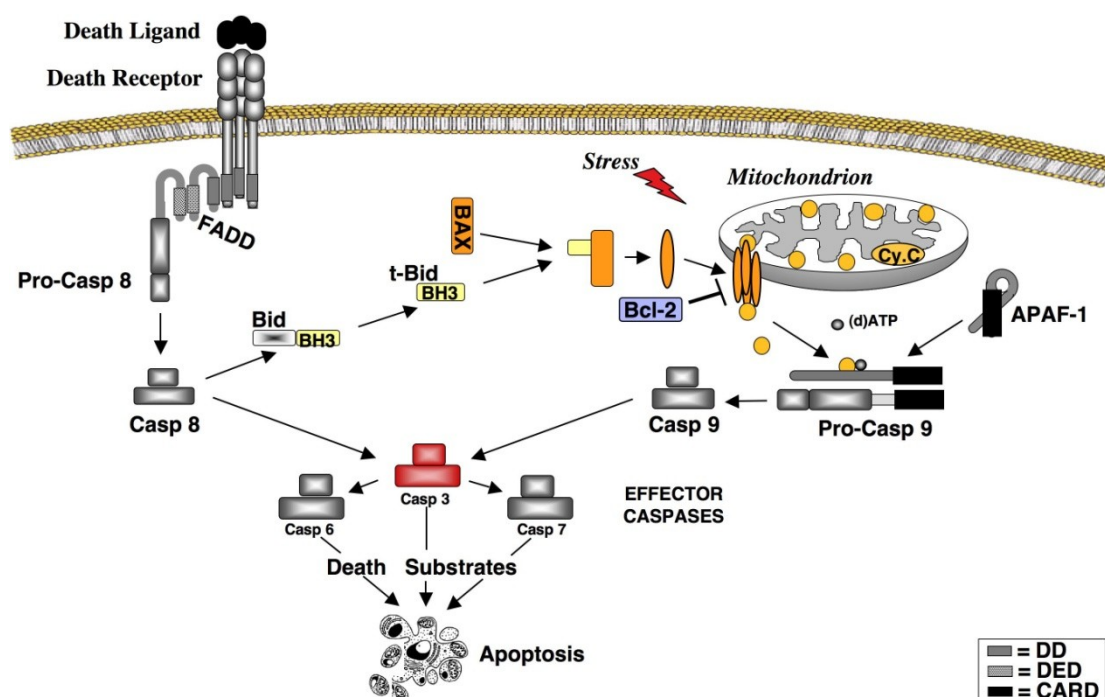 Death Ligand
Death Receptor
Stress
Mitochondrion
FADD
BAX
Pro-Casp 8
t-Bid
BH3
Cy.C
Bcl-2
(d)ATP
APAF-1
Bid
BH3
Casp 8
Casp 9
Pro-Casp 9
Casp 3
EFFECTOR
CASPASES
Casp 6
Casp 7
Death Substrates
Apoptosis
= DD
= DED
= CARD